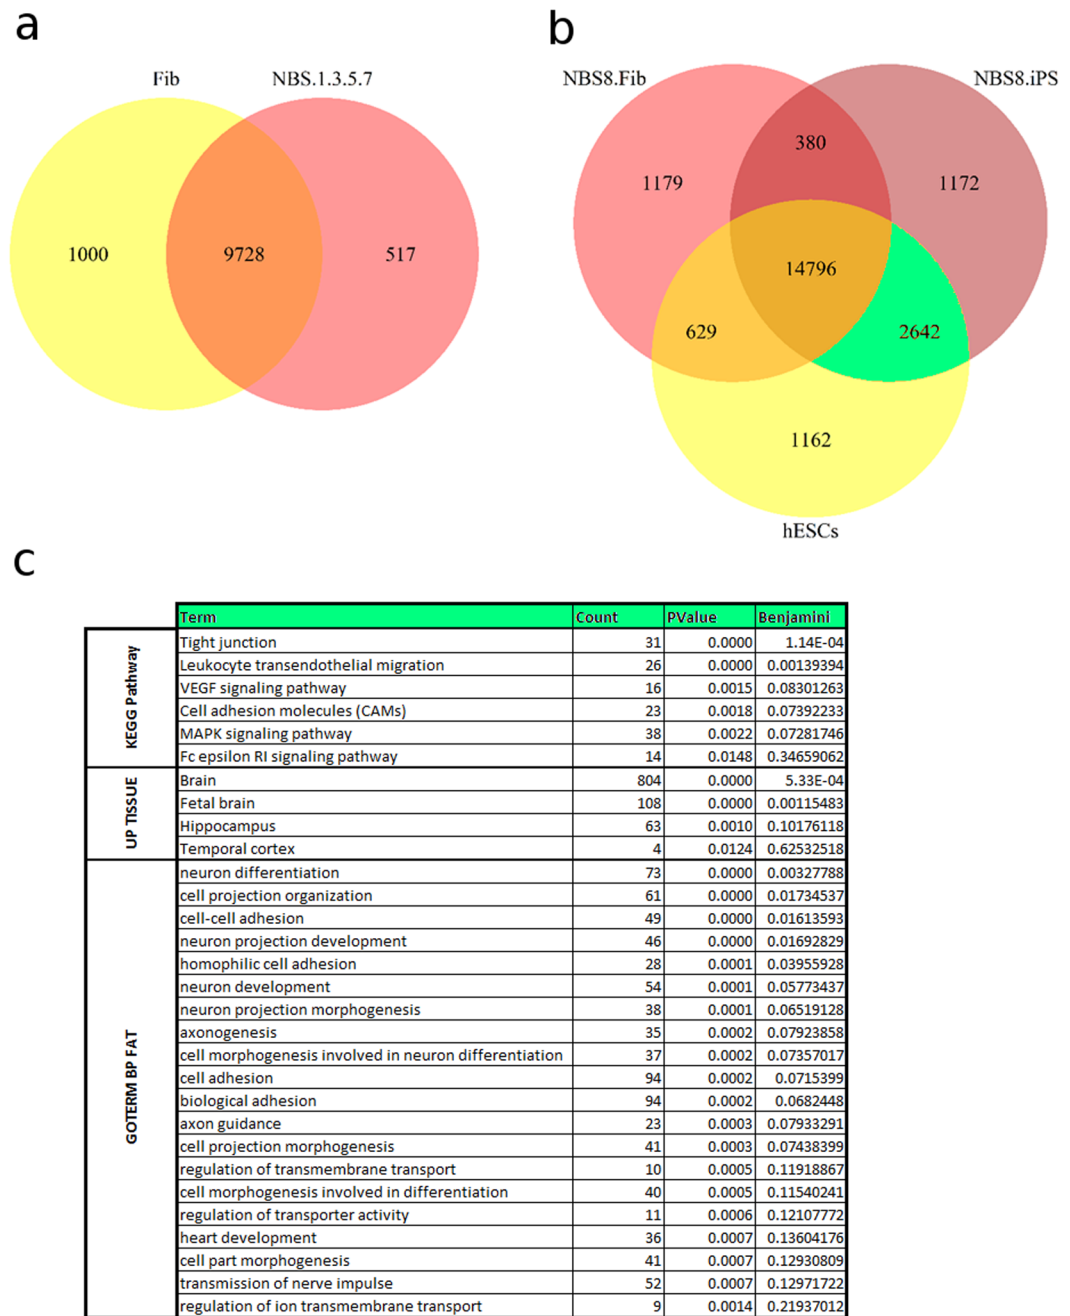 a
Fib
NBS.1.3.5.7
1000
9728
517
b
NBS8.Fib
NBS8.iPS
380
1179
1172
14796
629
2642
1162
hESCs
c
Term Count PValue Benjamini
KEGG Pathway
Tight junction 31 0.0000 1.14E-04
Leukocyte transendothelial migration 26 0.0000 0.00139394
VEGF signaling pathway 16 0.0015 0.08301263
Cell adhesion molecules (CAMs) 23 0.0018 0.07392233
MAPK signaling pathway 38 0.0022 0.07281746
Fc epsilon RI signaling pathway 14 0.0148 0.34659062
UP TISSUE
Brain 804 0.0000 5.33E-04
Fetal brain 108 0.0000 0.00115483
Hippocampus 63 0.0010 0.10176118
Temporal cortex 4 0.0124 0.62532518
GOTERM BP FAT
neuron differentiation 73 0.0000 0.00327788
cell projection organization 61 0.0000 0.01734537
cell-cell adhesion 49 0.0000 0.01613593
neuron projection development 46 0.0000 0.01692829
homophilic cell adhesion 28 0.0001 0.03955928
neuron development 54 0.0001 0.05773437
neuron projection morphogenesis 38 0.0001 0.06519128
axonogenesis 35 0.0002 0.07923858
cell morphogenesis involved in neuron differentiation 37 0.0002 0.07357017
cell adhesion 94 0.0002 0.0715399
biological adhesion 94 0.0002 0.0682448
axon guidance 23 0.0003 0.07933291
cell projection morphogenesis 41 0.0003 0.07438399
regulation of transmembrane transport 10 0.0005 0.11918867
cell morphogenesis involved in differentiation 40 0.0005 0.11540241
regulation of transporter activity 11 0.0006 0.12107772
heart development 36 0.0007 0.13604176
cell part morphogenesis 41 0.0007 0.12930809
transmission of nerve impulse 52 0.0007 0.12971722
regulation of ion transmembrane transport 9 0.0014 0.21937012